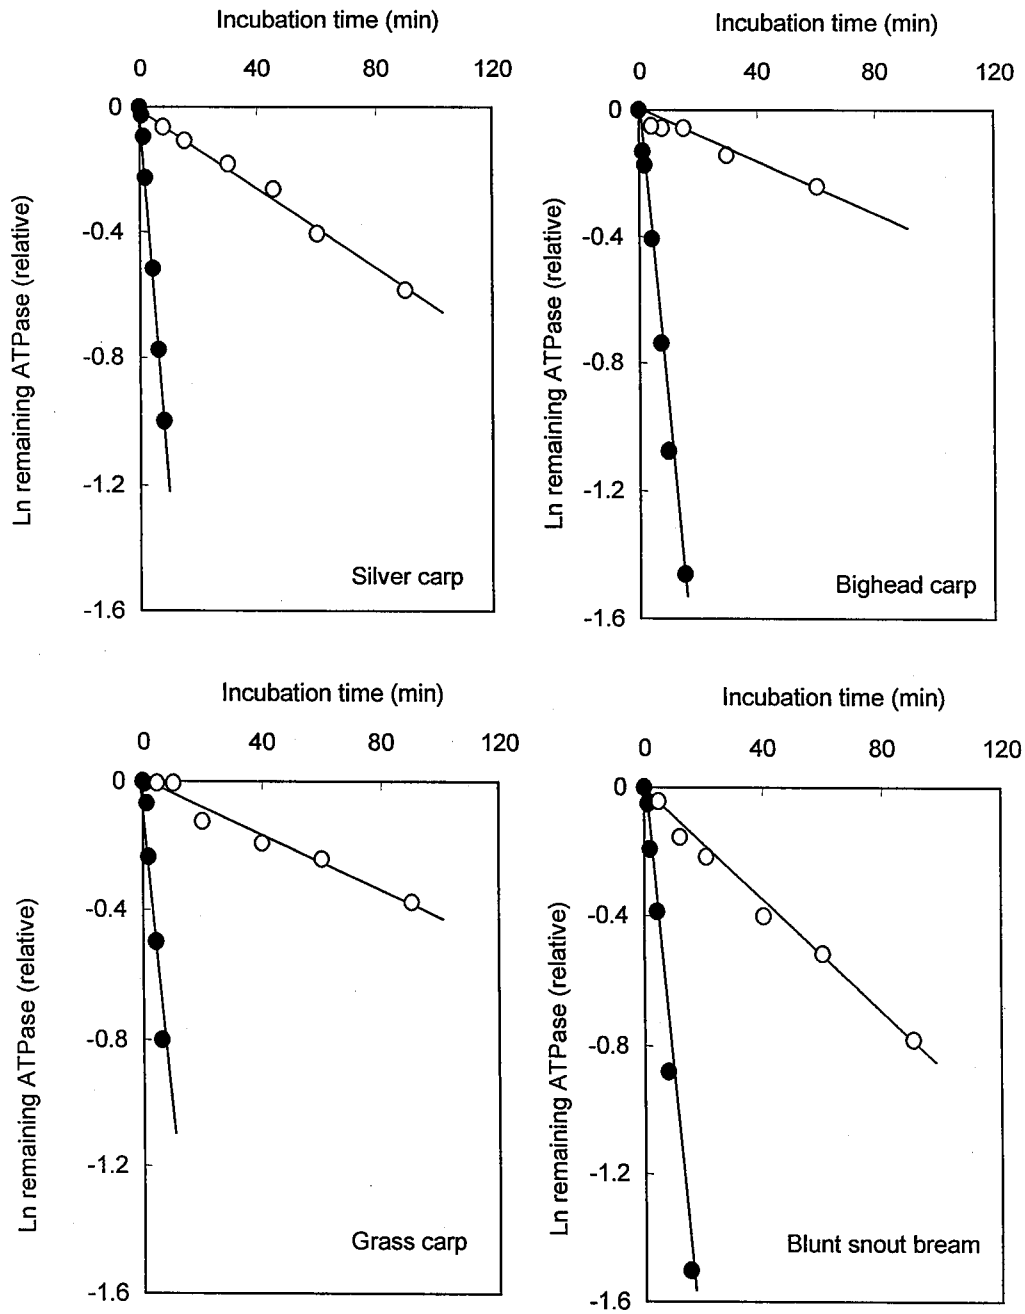 Incubation time (min)
0 40 80 120
0
-0.4
-0.8
-1.2
-1.6
Ln remaining ATPase (relative)
Silver carp
Incubation time (min)
0 40 80 120
0
-0.4
-0.8
-1.2
-1.6
Ln remaining ATPase (relative)
Bighead carp
Incubation time (min)
0 40 80 120
0
-0.4
-0.8
-1.2
-1.6
Ln remaining ATPase (relative)
Grass carp
Incubation time (min)
0 40 80 120
0
-0.4
-0.8
-1.2
-1.6
Ln remaining ATPase (relative)
Blunt snout bream